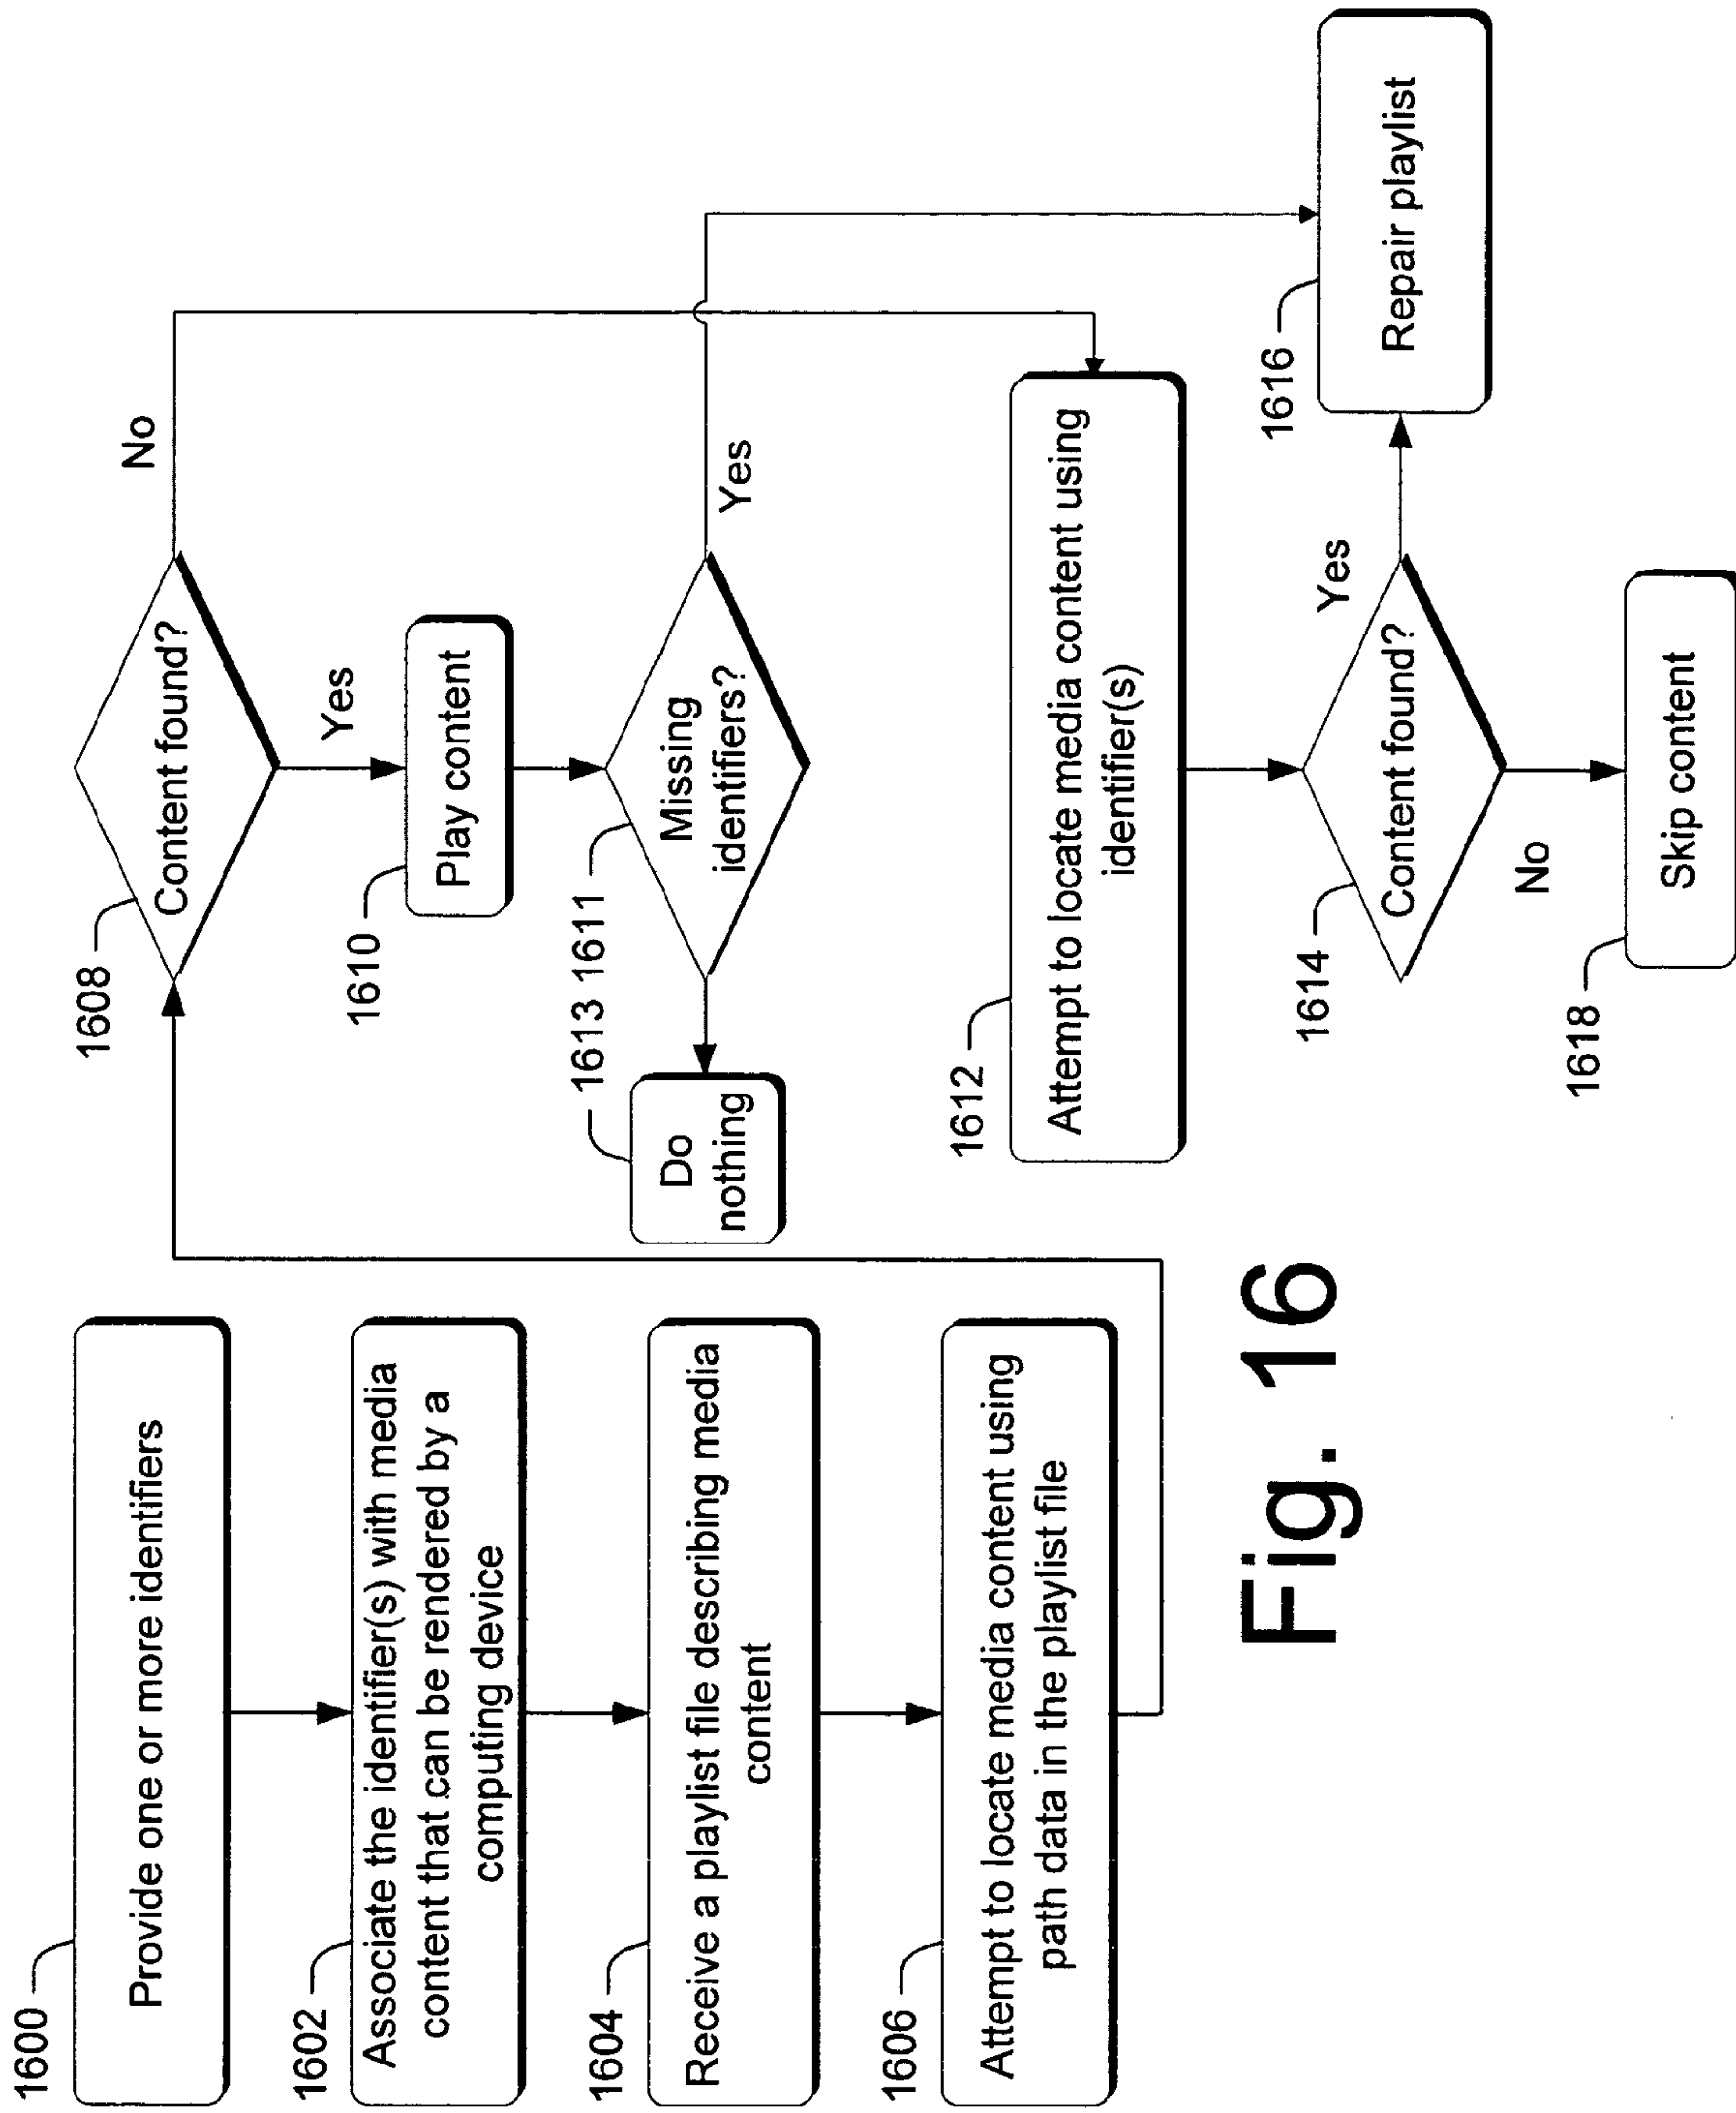 1600
Provide one or more identifiers
1602
Associate the identifier(s) with media
content that can be rendered by a
computing device
1604
Receive a playlist file describing media
content
1606
Attempt to locate media content using
path data in the playlist file
1608
Content found?
No
Yes
1610
Play content
1613
1611
Missing
identifiers?
Yes
Do
nothing
1612
Attempt to locate media content using
identifier(s)
1614
Content found?
Yes
1616
Repair playlist
No
1618
Skip content
Fig. 16